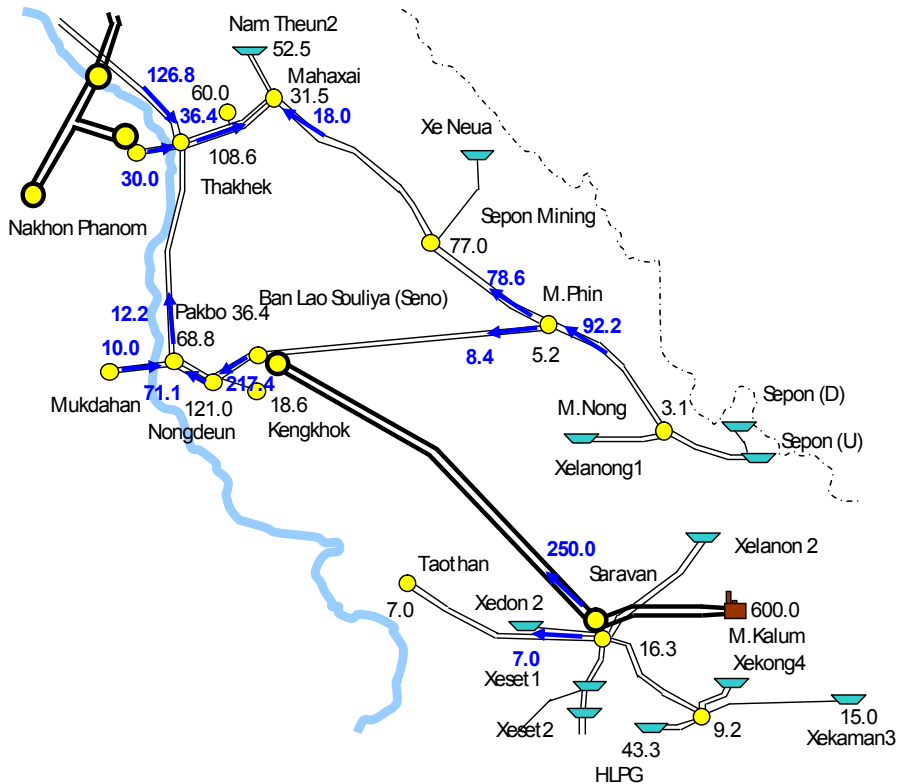 Nam Theun2
52.5
126.8
Mahaxai
60.0
31.5
36.4
18.0
Xe Neua
108.6
Thakhek
30.0
Sepon Mining
Nakhon Phanom
77.0
78.6
Ban Lao Souliya (Seno)
M.Phin
12.2
Pakbo
36.4
92.2
68.8
8.4
5.2
10.0
71.1
217.4
Mukdahan
121.0
18.6
Nongdeun
Kengkhok
M.Nong
3.1
Sepon (D)
Sepon (U)
Xelanong1
250.0
Saravan
Xelanon 2
Taothan
7.0
Xedon 2
600.0
M.Kalum
7.0
16.3
Xekong4
Xeset 1
Xeset 2
43.3
9.2
15.0
Xekaman3
HLPG